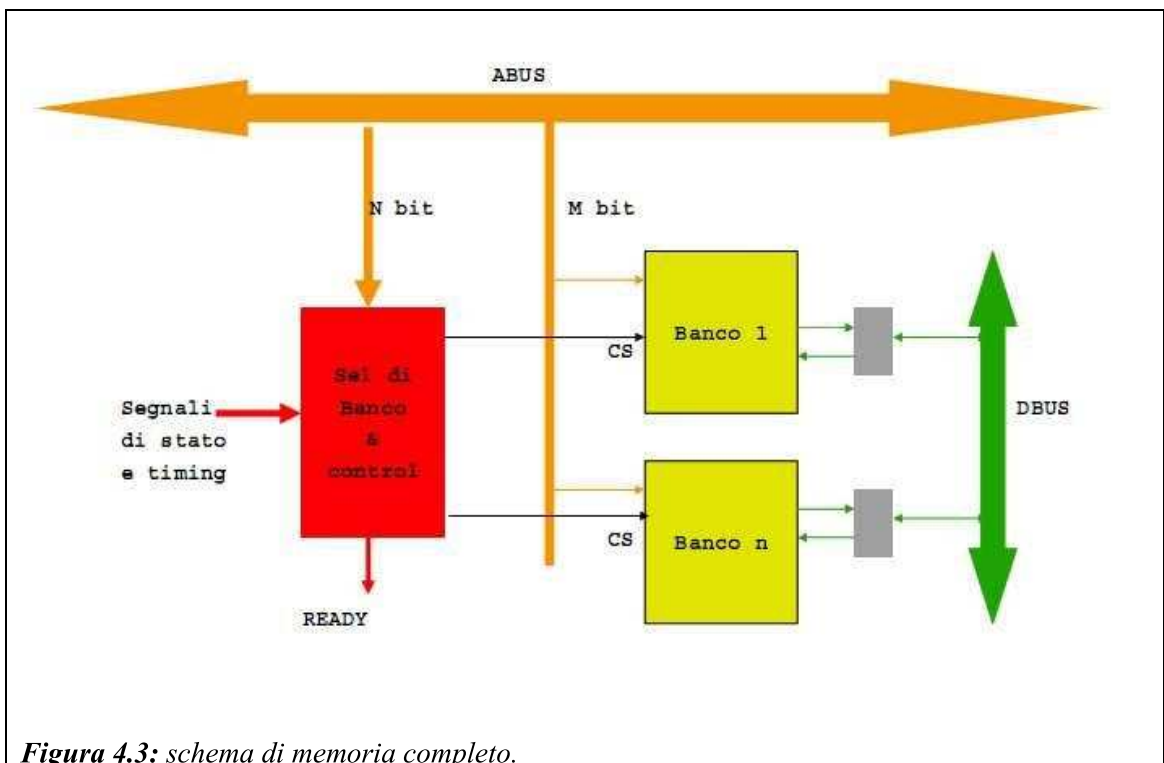 ABUS
N bit
M bit
Banco 1
CS
Sel di
Banco
&
control
Segnali
di stato
e timing
DBUS
CS
Banco n
READY
Figura 4.3: schema di memoria completo.